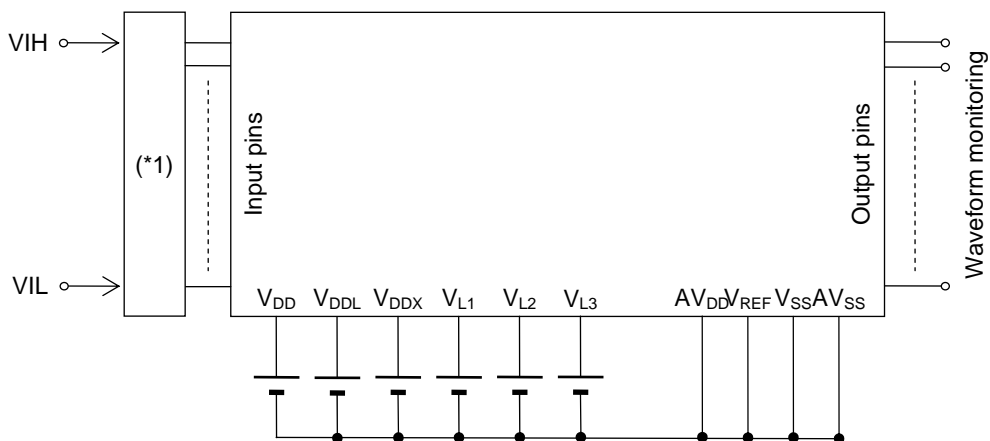 VIH
(*1)
VIL
Input pins
Output pins
Waveform monitoring
VDD VDDL VDDX VL1 VL2 VL3 AVDD VREF VSS AVSS